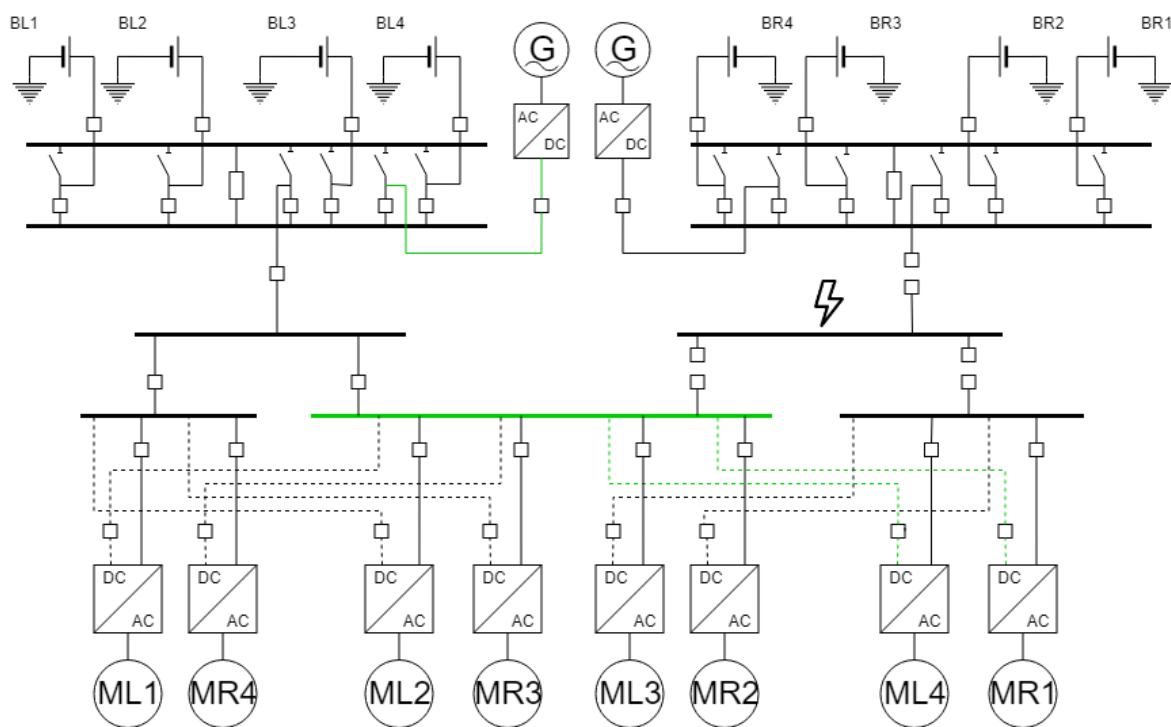 BL1 BL2 BL3 BL4 BR4 BR3 BR2 BR1
G G
AC AC
DC DC
DC DC DC DC DC DC DC DC
AC AC AC AC AC AC AC AC
ML1 MR4 ML2 MR3 ML3 MR2 ML4 MR1